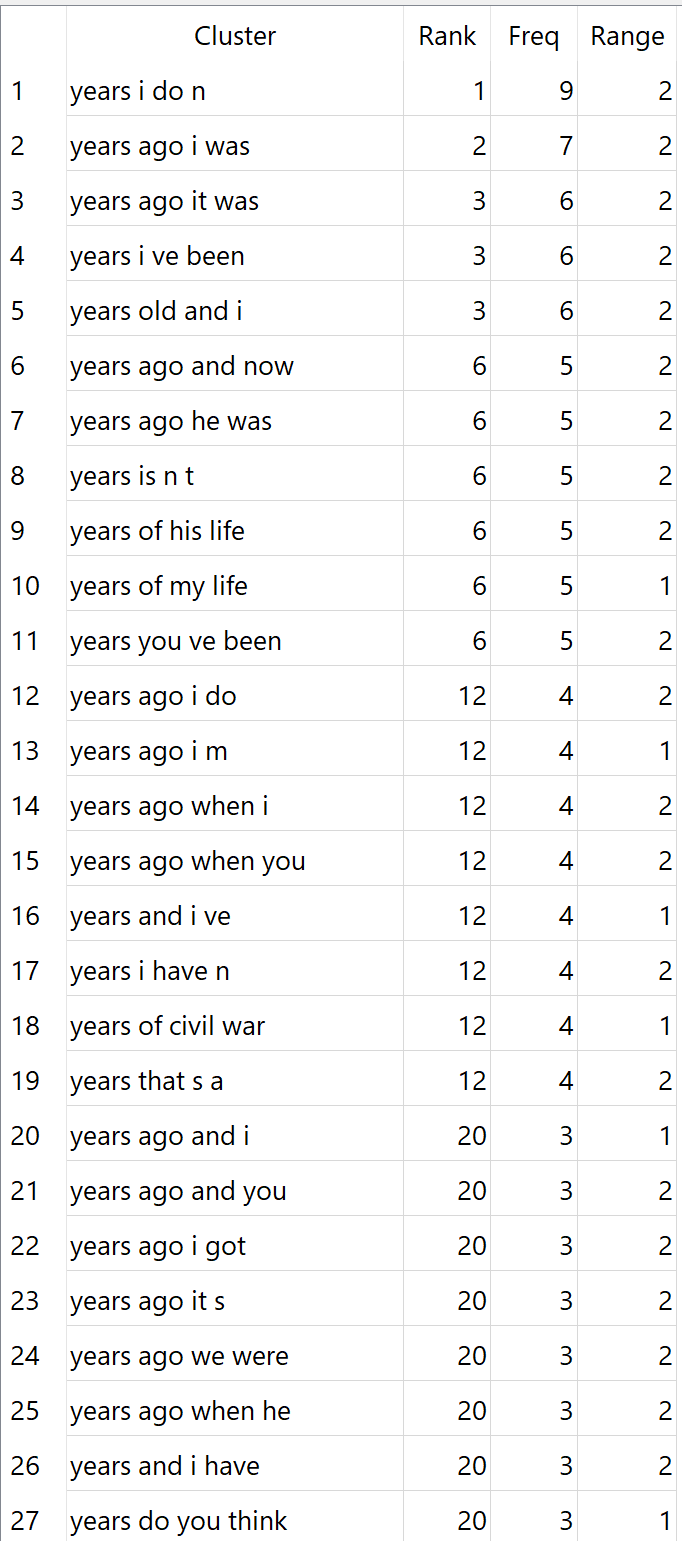 Cluster Rank Freq Range
1 years i do n 1 9 2
2 years ago i was 2 7 2
3 years ago it was 3 6 2
4 years i ve been 3 6 2
5 years old and i 3 6 2
6 years ago and now 6 5 2
7 years ago he was 6 5 2
8 years is n t 6 5 2
9 years of his life 6 5 2
10 years of my life 6 5 1
11 years you ve been 6 5 2
12 years ago i do 12 4 2
13 years ago i m 12 4 1
14 years ago when i 12 4 2
15 years ago when you 12 4 2
16 years and i ve 12 4 1
17 years i have n 12 4 2
18 years of civil war 12 4 1
19 years that s a 12 4 2
20 years ago and i 20 3 1
21 years ago and you 20 3 2
22 years ago i got 20 3 2
23 years ago it s 20 3 2
24 years ago we were 20 3 2
25 years ago when he 20 3 2
26 years and i have 20 3 2
27 years do you think 20 3 1